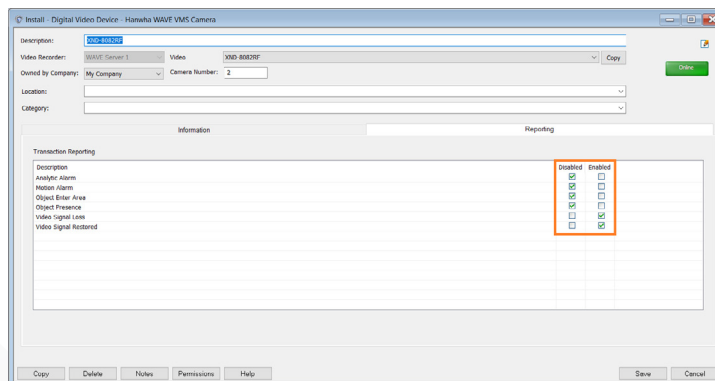 Install - Digital Video Device - Hanwha WAVE VMS Camera
Description: XND-8082RF
Video Recorder: WAVE Server 1 Video XND-8082RF Copy
Online
Owned by Company: My Company Camera Number: 2
Location:
Category:
Information Reporting
Transaction Reporting
Description Disabled Enabled
Analytic Alarm
Motion Alarm
Object Enter Area
Object Presence
Video Signal Loss
Video Signal Restored
Copy Delete Notes Permissions Help Save Cancel